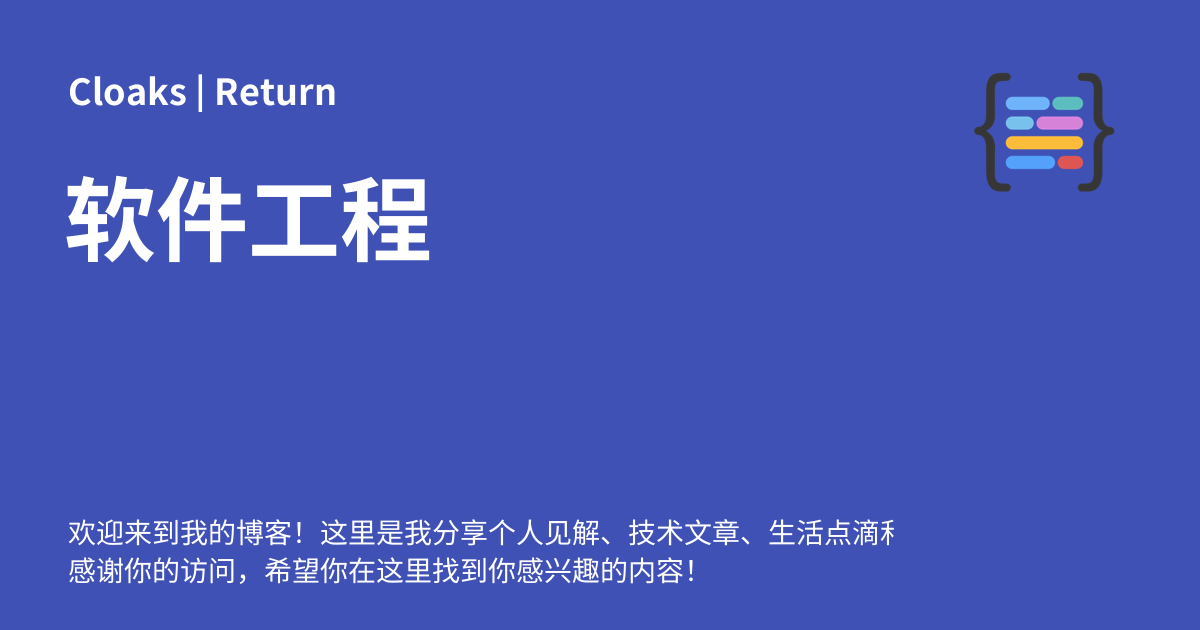 Cloaks | Return
软件工程
欢迎来到我的博客！这里是我分享个人见解、技术文章、生活点滴
感谢你的访问，希望你在这里找到你感兴趣的内容！